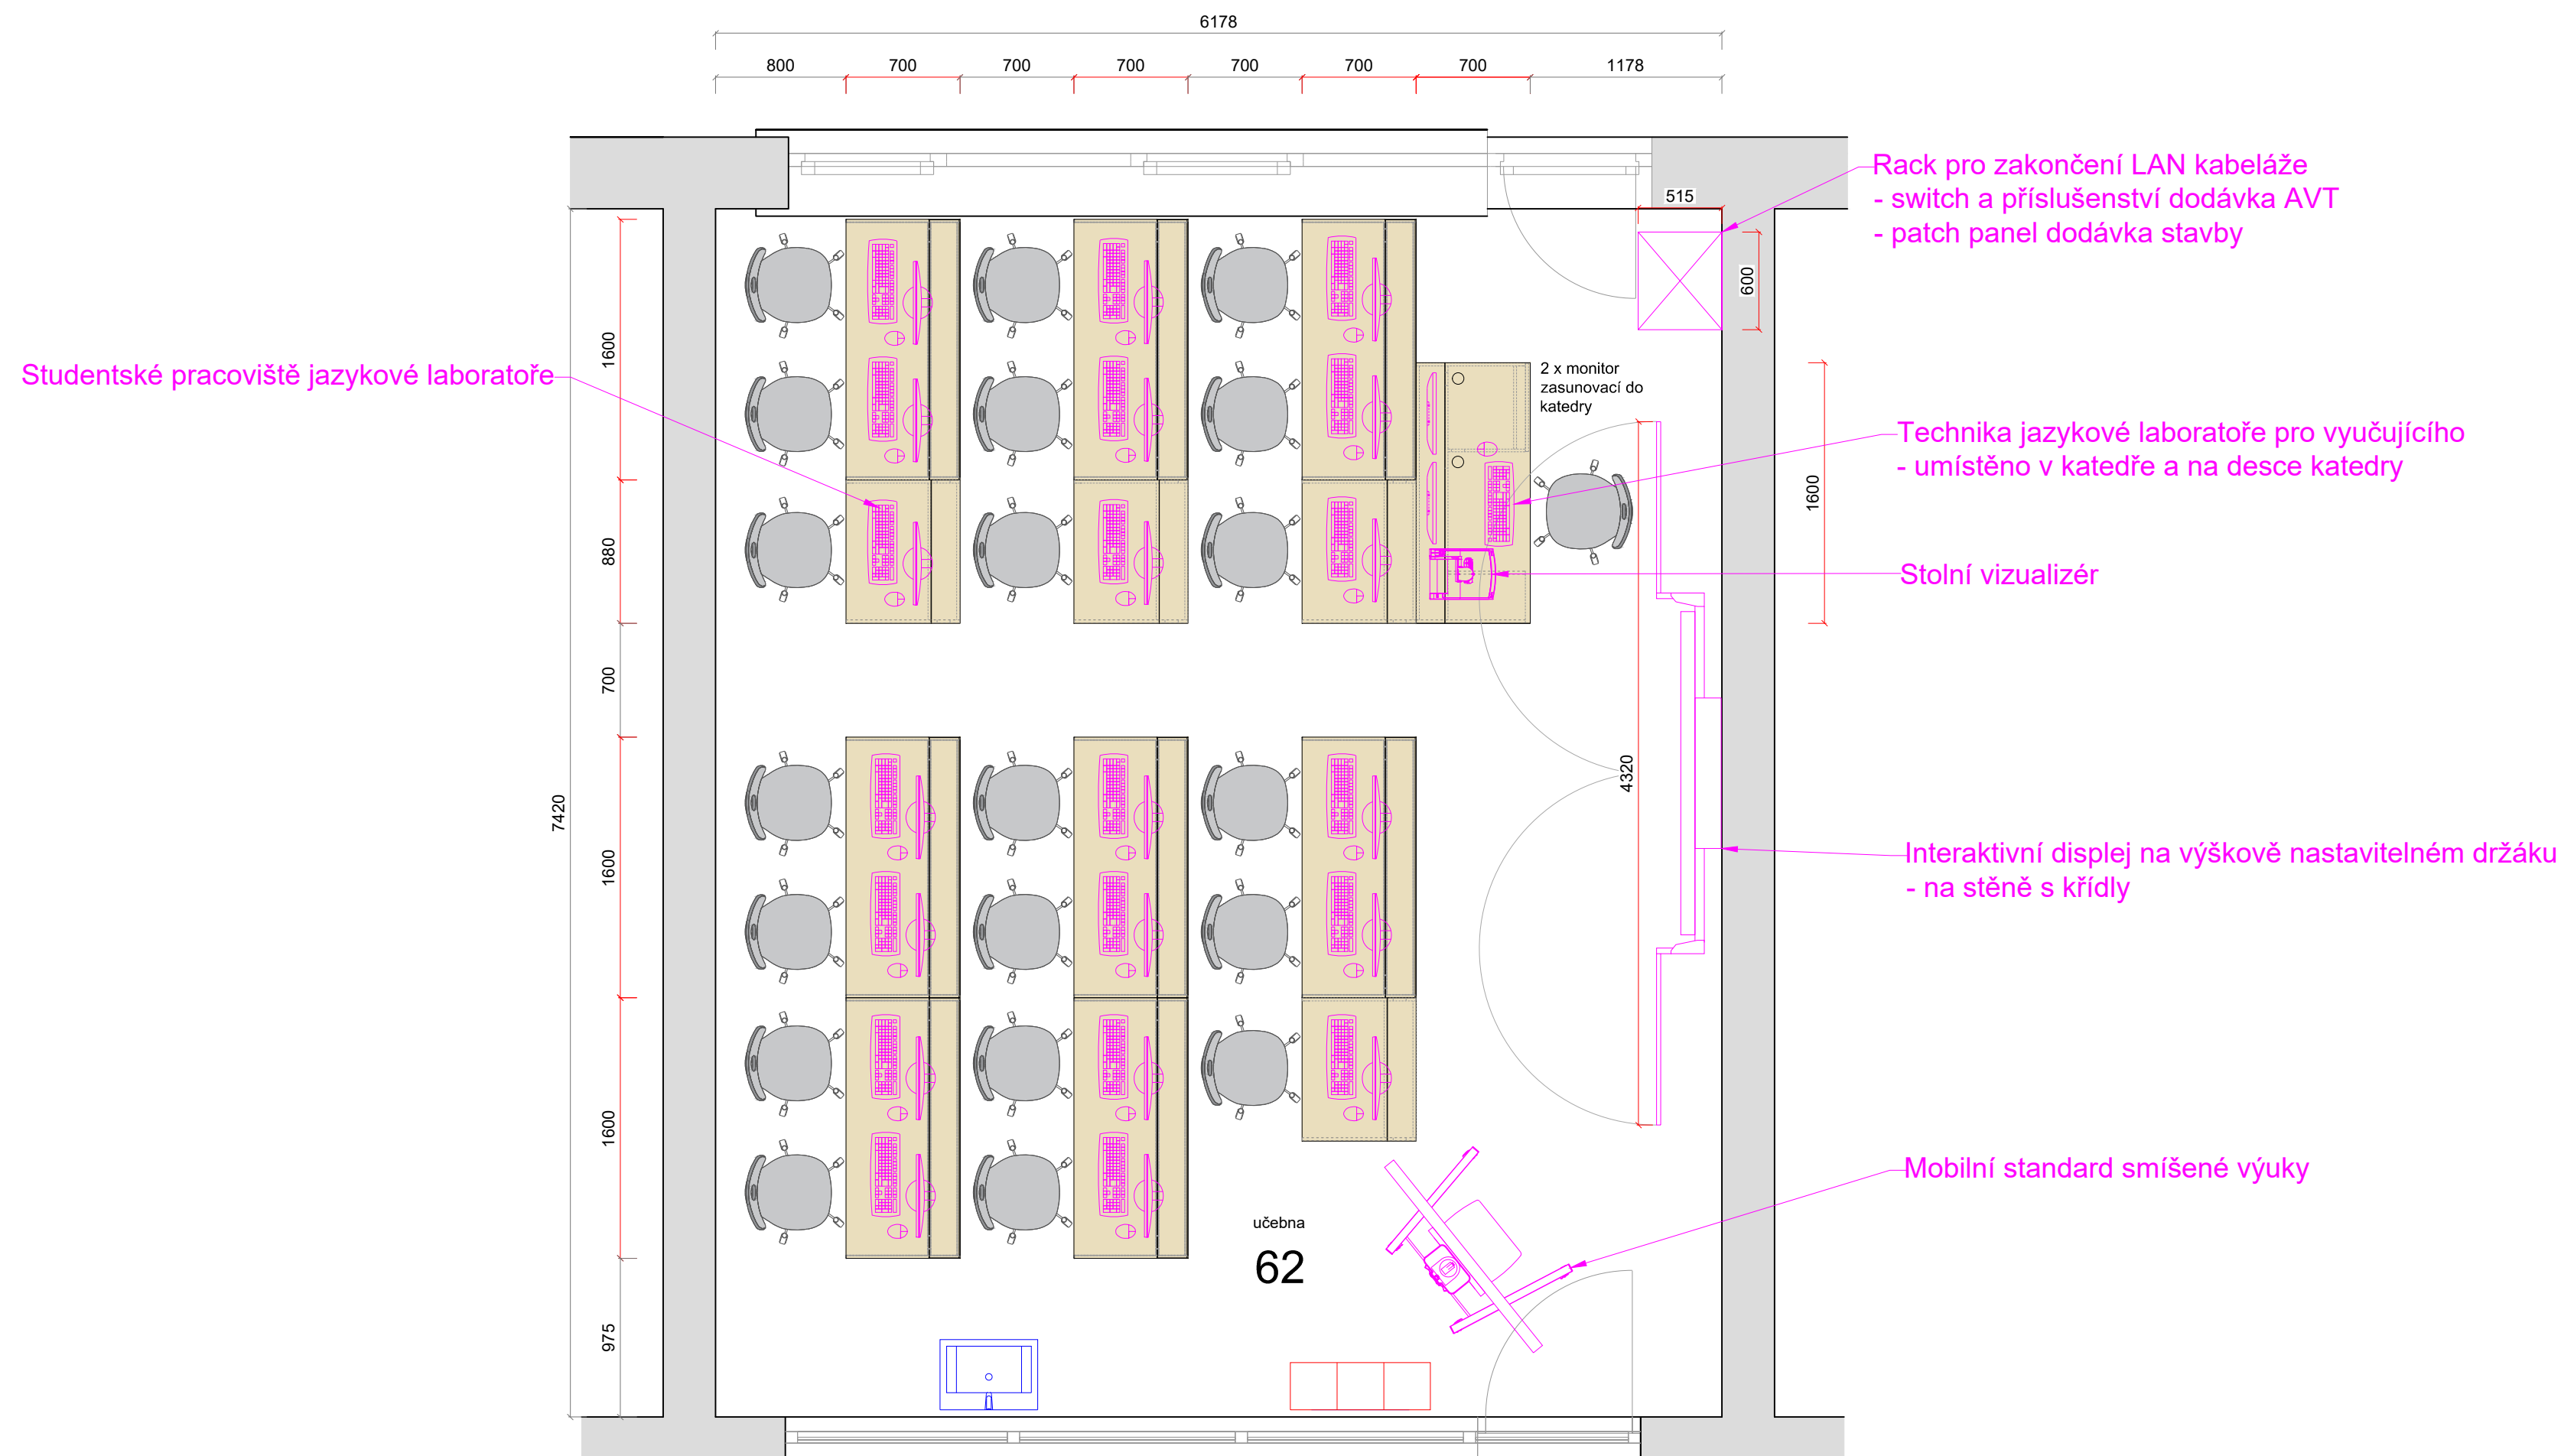 6178
800
700
700
700
700
700
700
1178
Rack pro zakončení LAN kabeláže
- switch a příslušenství dodávka AVT
- patch panel dodávka stavby
515
600
1600
Studentské pracoviště jazykové laboratoře
2 x monitor
zasunovací do
katedry
Technika jazykové laboratoře pro vyučujícího
- umístěno v katedře a na desce katedry
1600
880
Stolní vizualizér
700
4320
7420
1600
Interaktivní displej na výškově nastavitelném držáku
- na stěně s křídly
1600
Mobilní standard smíšené výuky
učebna
62
975